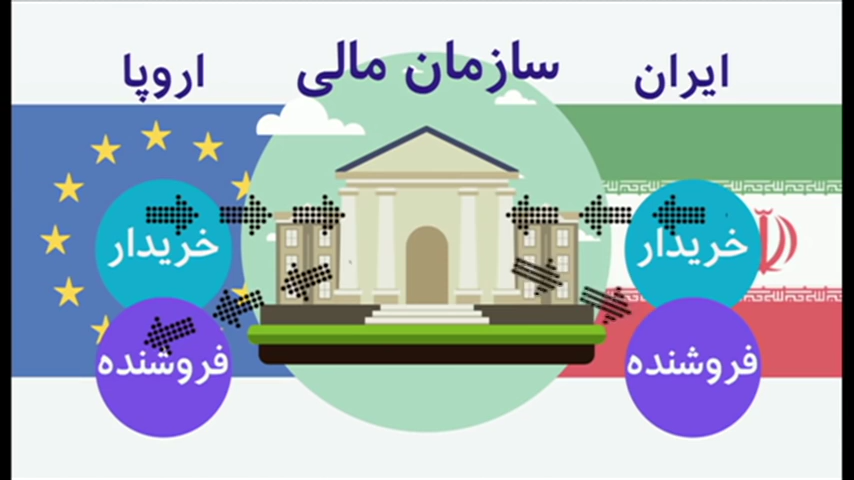 ایران
سازمان مالی
اروپا
خریدار
خریدار
فروشنده
فروشنده